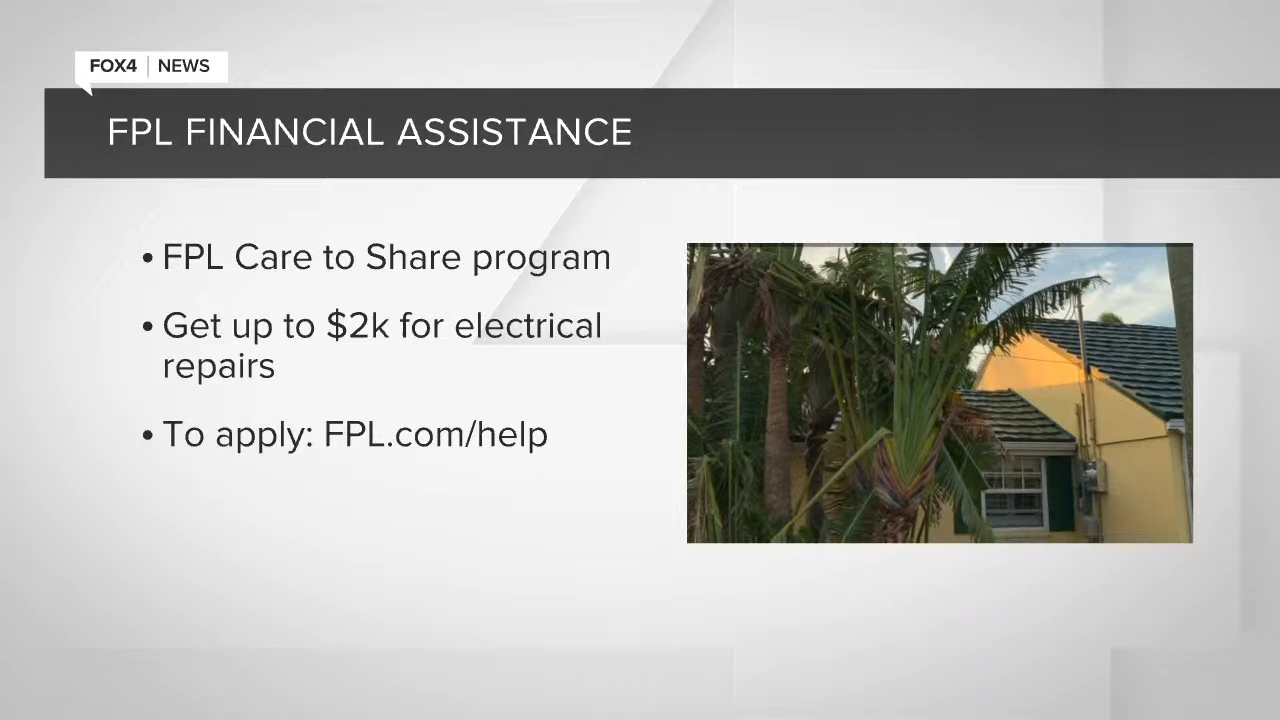 FOX4 | NEWS
FPL FINANCIAL ASSISTANCE
• FPL Care to Share program
• Get up to $2k for electrical
repairs
• To apply: FPL.com/help